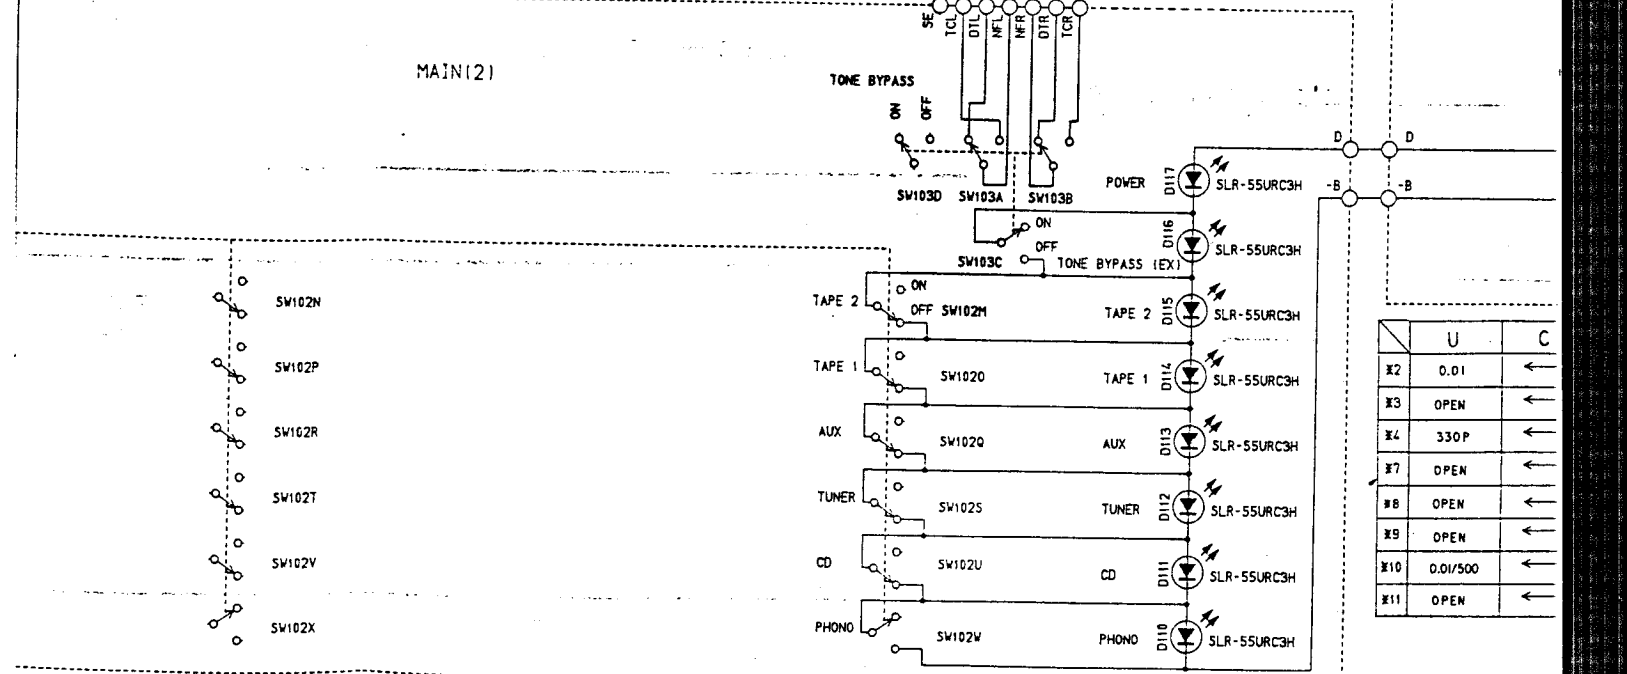 SE
TCL
DTL
NFL
NFR
DTR
TCR
MAIN(2)
TONE BYPASS
ON
OFF
D D
SW103D SW103A SW103B
POWER D117 SLR-55URC3H
-B -B
ON
OFF
SW103C TONE BYPASS (EX) D116 SLR-55URC3H
SW102N TAPE 2 ON
OFF SW102M TAPE 2 D115 SLR-55URC3H
U C
SW102P TAPE 1 SW102O TAPE 1 D114 SLR-55URC3H
※2 0.01 ←
※3 OPEN ←
SW102R AUX SW102Q AUX D113 SLR-55URC3H
※4 330P ←
※7 OPEN ←
SW102T TUNER SW102S TUNER D112 SLR-55URC3H
※8 OPEN ←
※9 OPEN ←
SW102V CD SW102U CD D111 SLR-55URC3H
※10 0.01/500 ←
※11 OPEN ←
SW102X PHONO SW102W PHONO D110 SLR-55URC3H